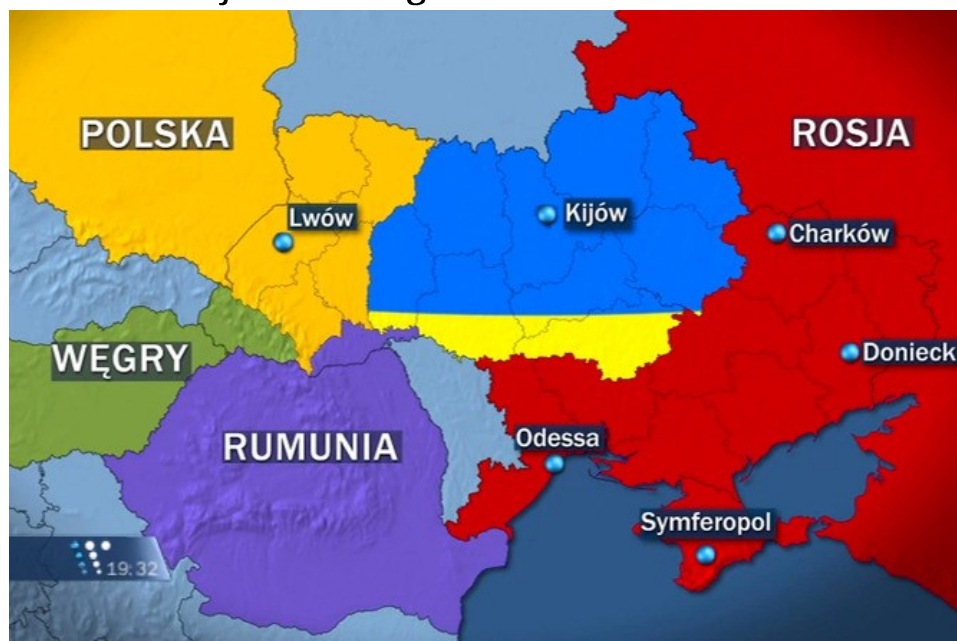 POLSKA
ROSJA
Lwów
Kijów
Charków
WĘGRY
Donieck
RUMUNIA
Odessa
Symferopol
19:32